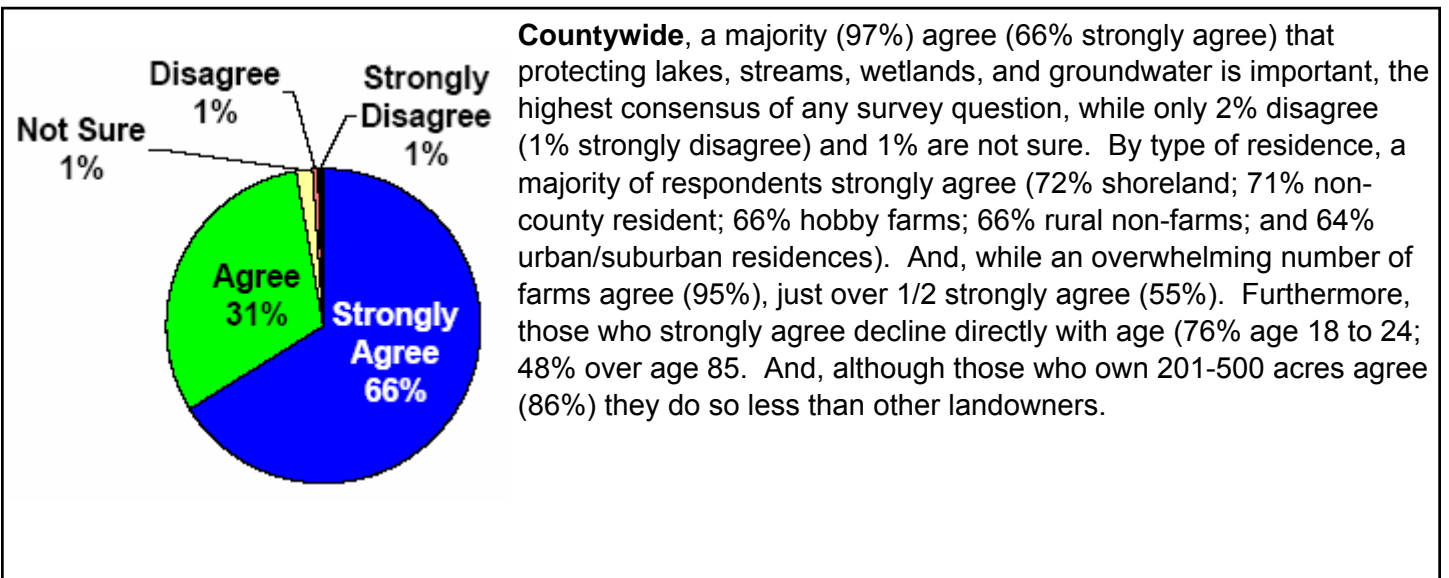 Disagree
1%
Strongly
Disagree
1%
Not Sure
1%
Agree
31%
Strongly
Agree
66%
Countywide, a majority (97%) agree (66% strongly agree) that
protecting lakes, streams, wetlands, and groundwater is important, the
highest consensus of any survey question, while only 2% disagree
(1% strongly disagree) and 1% are not sure.  By type of residence, a
majority of respondents strongly agree (72% shoreland; 71% non-
county resident; 66% hobby farms; 66% rural non-farms; and 64%
urban/suburban residences).  And, while an overwhelming number of
farms agree (95%), just over 1/2 strongly agree (55%).  Furthermore,
those who strongly agree decline directly with age (76% age 18 to 24;
48% over age 85.  And, although those who own 201-500 acres agree
(86%) they do so less than other landowners.